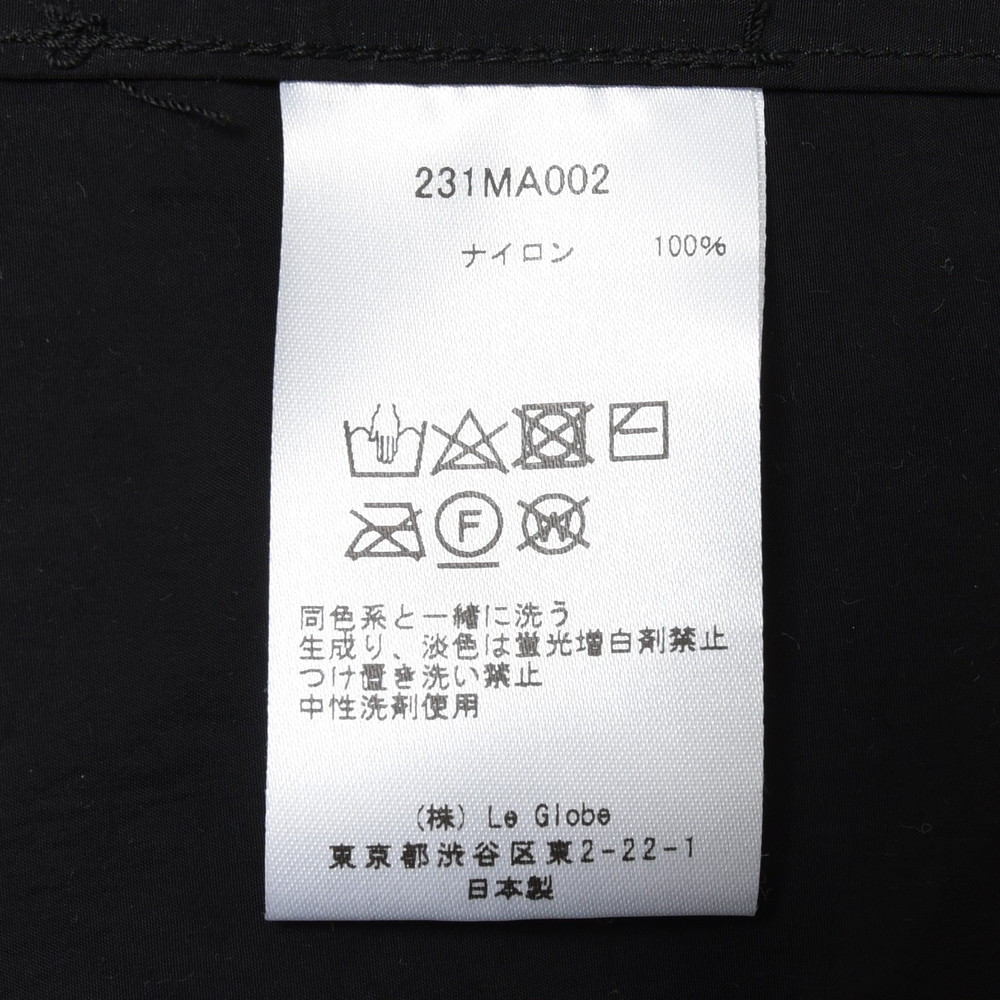 231MA002
ナイロン 100%
F W
同色系と一緒に洗う
生成り、淡色は蛍光増白剤禁止
つけ置き洗い禁止
中性洗剤使用
(株) Le Globe
東京都渋谷区東2-22-1
日本製